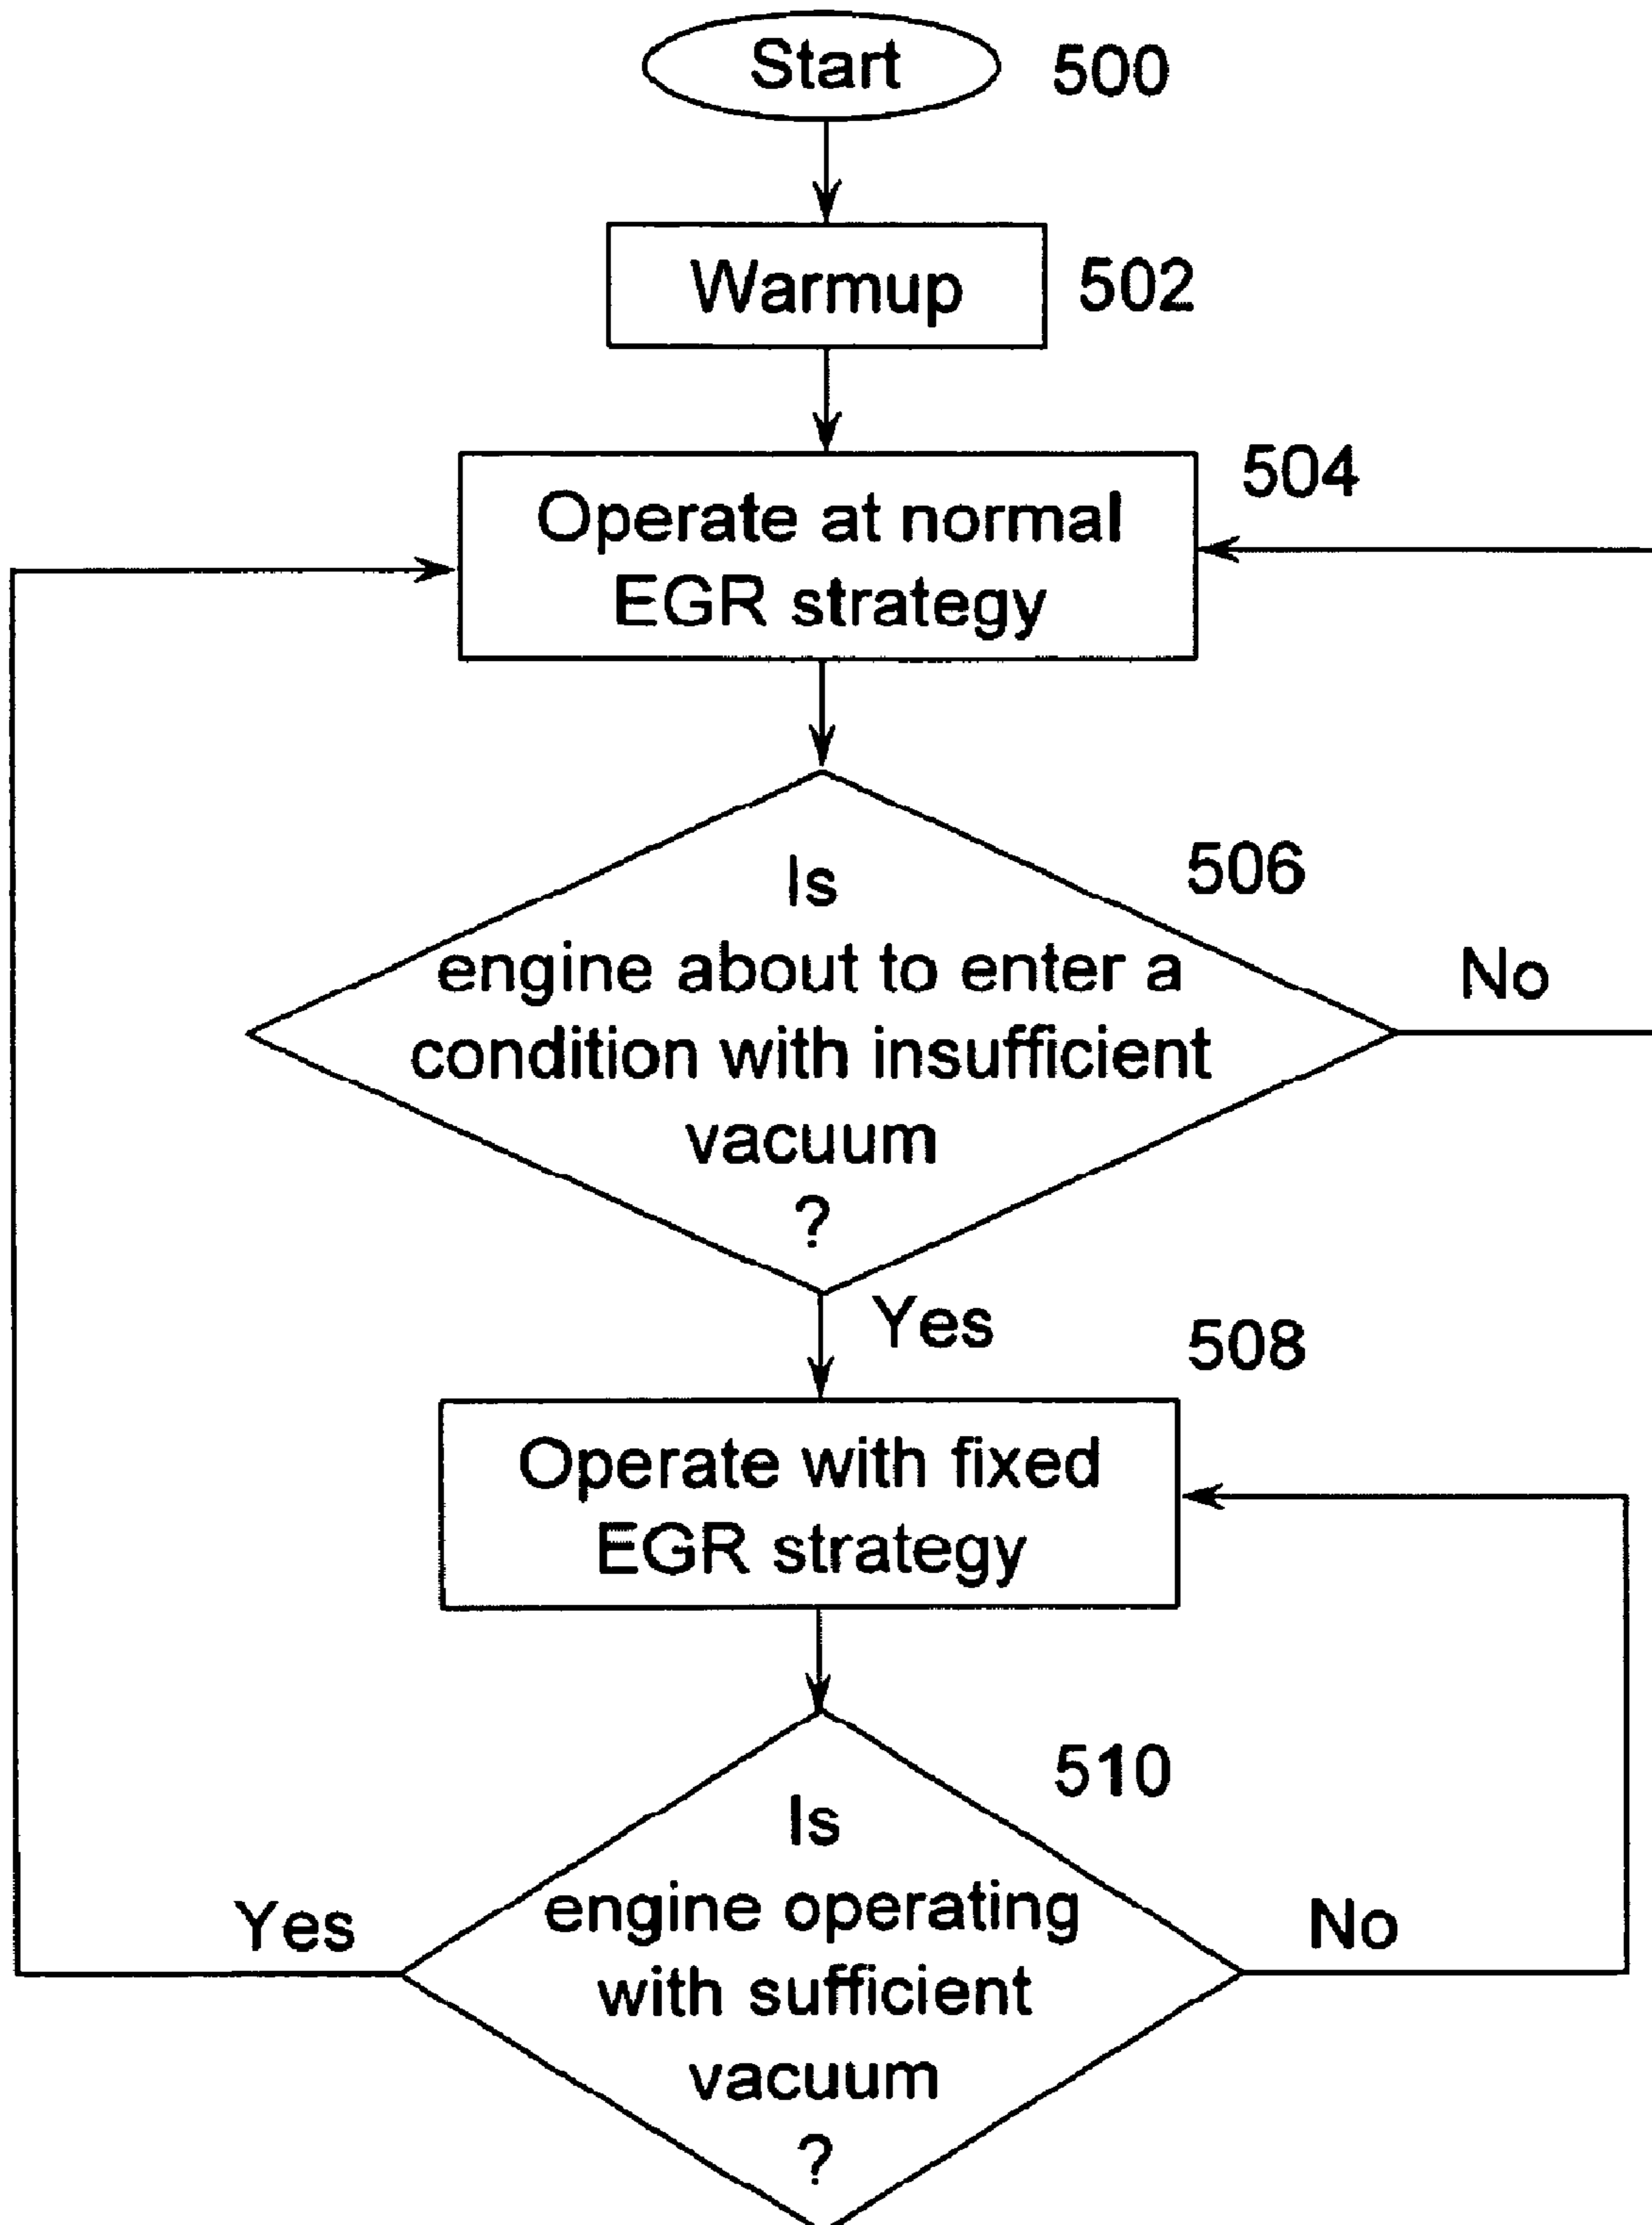 Start 500
Warmup 502
504
Operate at normal
EGR strategy
506
Is
engine about to enter a
condition with insufficient
vacuum
?
No
Yes
508
Operate with fixed
EGR strategy
510
Is
engine operating
with sufficient
vacuum
?
Yes
No